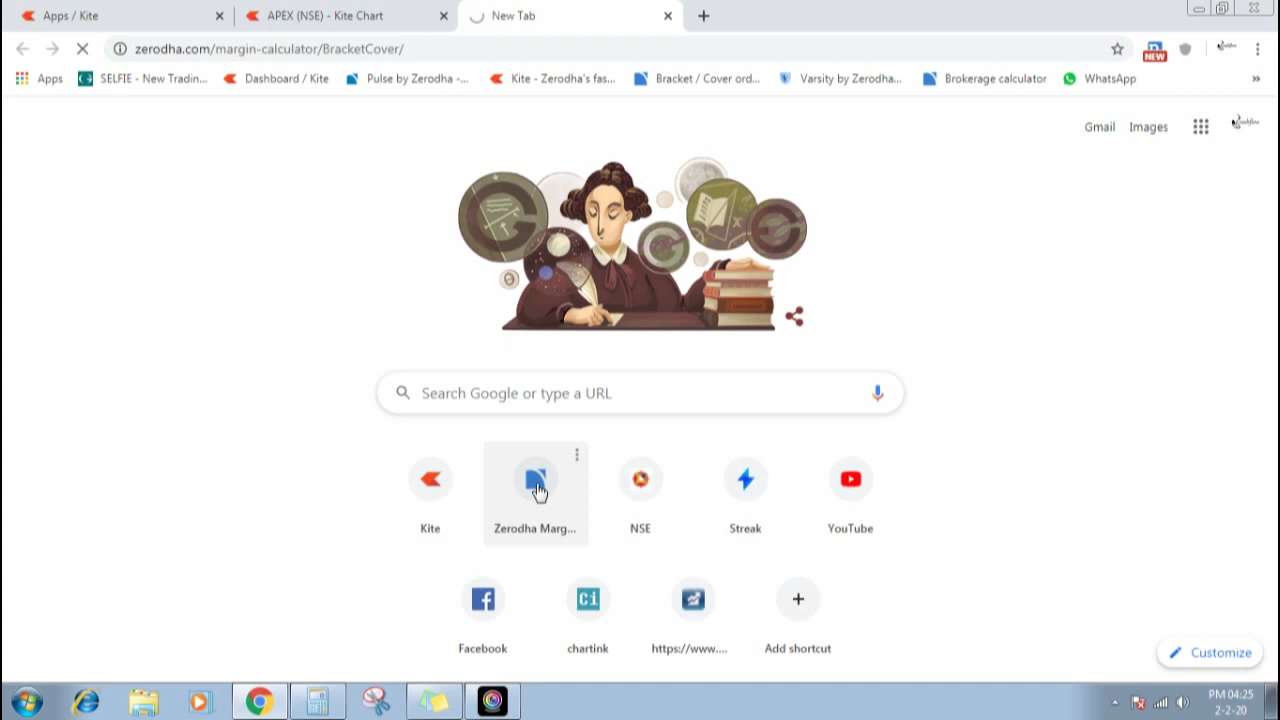 Apps / Kite
APEX (NSE) - Kite Chart
New Tab
zerodha.com/margin-calculator/BracketCover/
NEW
Apps
SELFIE - New Tradin...
Dashboard / Kite
Pulse by Zerodha -...
Kite - Zerodha's fas...
Bracket / Cover ord...
Varsity by Zerodha...
Brokerage calculator
WhatsApp
Gmail
Images
Search Google or type a URL
Kite
Zerodha Marg...
NSE
Streak
YouTube
Ci
Facebook
chartink
https://www....
Add shortcut
Customize
PM 04:25
2-2-20